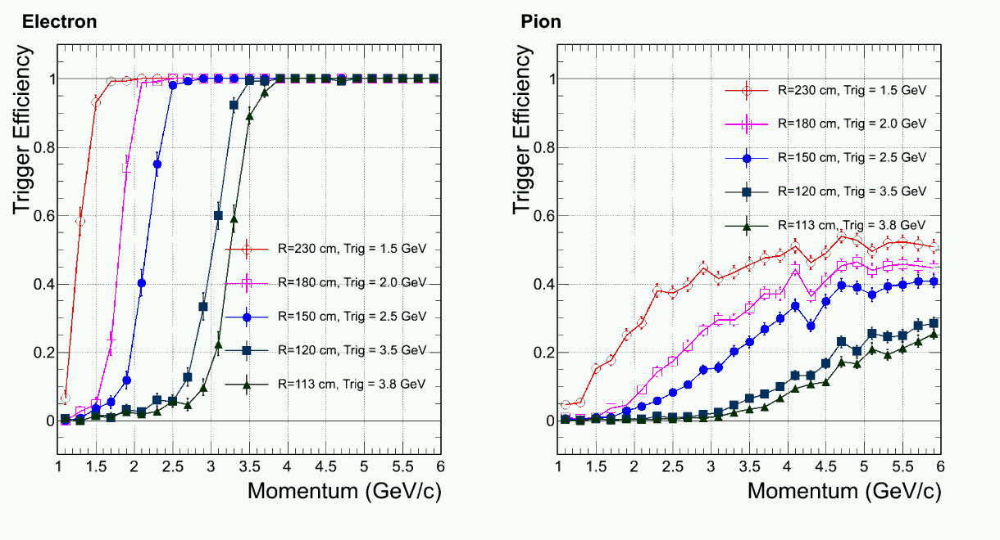 Electron
Trigger Efficiency
1
0.8
0.6
0.4
0.2
0
R=230 cm, Trig = 1.5 GeV
R=180 cm, Trig = 2.0 GeV
R=150 cm, Trig = 2.5 GeV
R=120 cm, Trig = 3.5 GeV
R=113 cm, Trig = 3.8 GeV
1 1.5 2 2.5 3 3.5 4 4.5 5 5.5 6
Momentum (GeV/c)
Pion
Trigger Efficiency
1
0.8
0.6
0.4
0.2
0
R=230 cm, Trig = 1.5 GeV
R=180 cm, Trig = 2.0 GeV
R=150 cm, Trig = 2.5 GeV
R=120 cm, Trig = 3.5 GeV
R=113 cm, Trig = 3.8 GeV
1 1.5 2 2.5 3 3.5 4 4.5 5 5.5 6
Momentum (GeV/c)